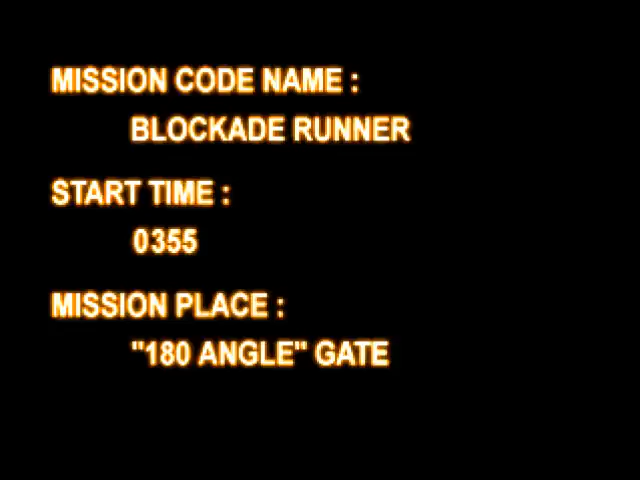 MISSION CODE NAME :
BLOCKADE RUNNER
START TIME :
0355
MISSION PLACE :
"180 ANGLE" GATE